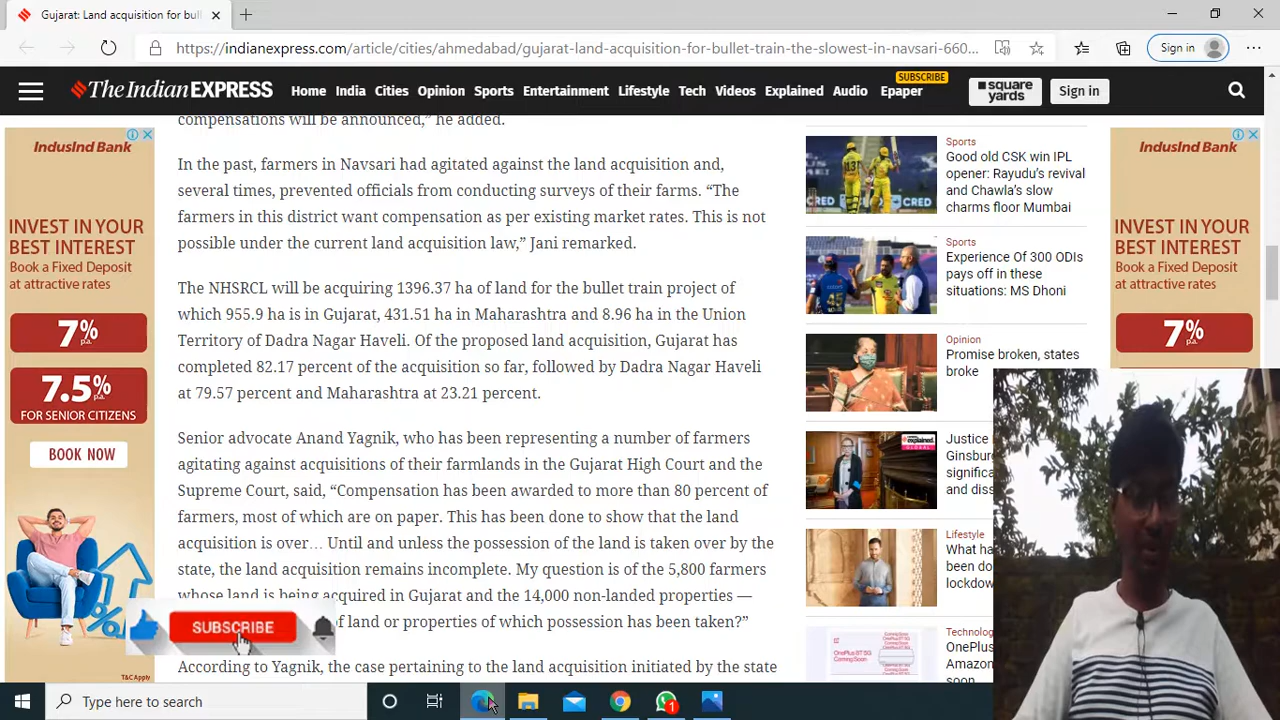 Gujarat: Land acquisition for bul
https://indianexpress.com/article/cities/ahmedabad/gujarat-land-acquisition-for-bullet-train-the-slowest-in-navsari-660...
Sign in
The Indian EXPRESS
Home India Cities Opinion Sports Entertainment Lifestyle Tech Videos Explained Audio Epaper
SUBSCRIBE
square yards
Sign in
IndusInd Bank
INVEST IN YOUR
BEST INTEREST
Book a Fixed Deposit
at attractive rates
7% p.a.
7.5% p.a.
FOR SENIOR CITIZENS
BOOK NOW
T&C Apply
compensations will be announced,” he added.
In the past, farmers in Navsari had agitated against the land acquisition and,
several times, prevented officials from conducting surveys of their farms. “The
farmers in this district want compensation as per existing market rates. This is not
possible under the current land acquisition law,” Jani remarked.
The NHSRCL will be acquiring 1396.37 ha of land for the bullet train project of
which 955.9 ha is in Gujarat, 431.51 ha in Maharashtra and 8.96 ha in the Union
Territory of Dadra Nagar Haveli. Of the proposed land acquisition, Gujarat has
completed 82.17 percent of the acquisition so far, followed by Dadra Nagar Haveli
at 79.57 percent and Maharashtra at 23.21 percent.
Senior advocate Anand Yagnik, who has been representing a number of farmers
agitating against acquisitions of their farmlands in the Gujarat High Court and the
Supreme Court, said, “Compensation has been awarded to more than 80 percent of
farmers, most of which are on paper. This has been done to show that the land
acquisition is over… Until and unless the possession of the land is taken over by the
state, the land acquisition remains incomplete. My question is of the 5,800 farmers
whose land is being acquired in Gujarat and the 14,000 non-landed properties —
of land or properties of which possession has been taken?”
According to Yagnik, the case pertaining to the land acquisition initiated by the state
SUBSCRIBE
Sports
Good old CSK win IPL
opener: Rayudu's revival
and Chawla's slow
charms floor Mumbai
CRED
Sports
Experience Of 300 ODIs
pays off in these
situations: MS Dhoni
Opinion
Promise broken, states
broke
explained
GLOBAL
Justice
Ginsbur
significa
and diss
Lifestyle
What ha
been do
lockdow
Technolo
OnePlus
Amazon
soon
IndusInd Bank
INVEST IN YOUR
BEST INTEREST
Book a Fixed Deposit
at attractive rates
7% p.a.
Type here to search
1